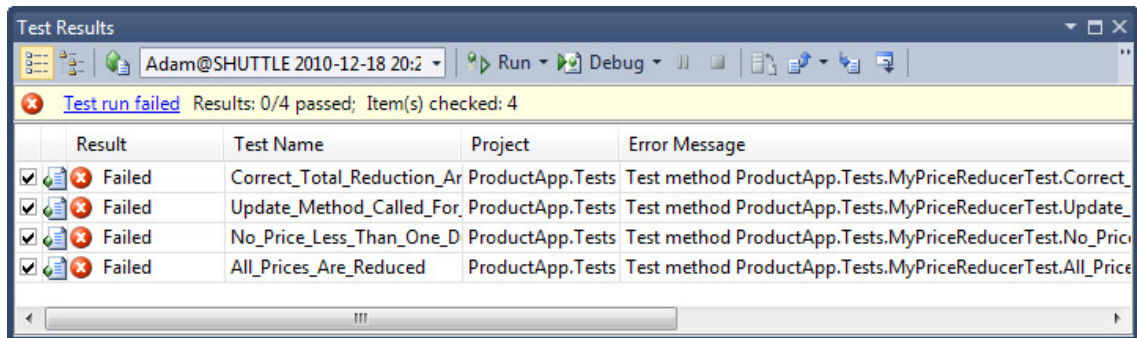 Test Results
Adam@SHUTTLE 2010-12-18 20:2 Run Debug
Test run failed Results: 0/4 passed; Item(s) checked: 4
Result Test Name Project Error Message
Failed Correct_Total_Reduction_Ar ProductApp.Tests Test method ProductApp.Tests.MyPriceReducerTest.Correct_
Failed Update_Method_Called_For_ ProductApp.Tests Test method ProductApp.Tests.MyPriceReducerTest.Update_
Failed No_Price_Less_Than_One_D ProductApp.Tests Test method ProductApp.Tests.MyPriceReducerTest.No_Price
Failed All_Prices_Are_Reduced ProductApp.Tests Test method ProductApp.Tests.MyPriceReducerTest.All_Price